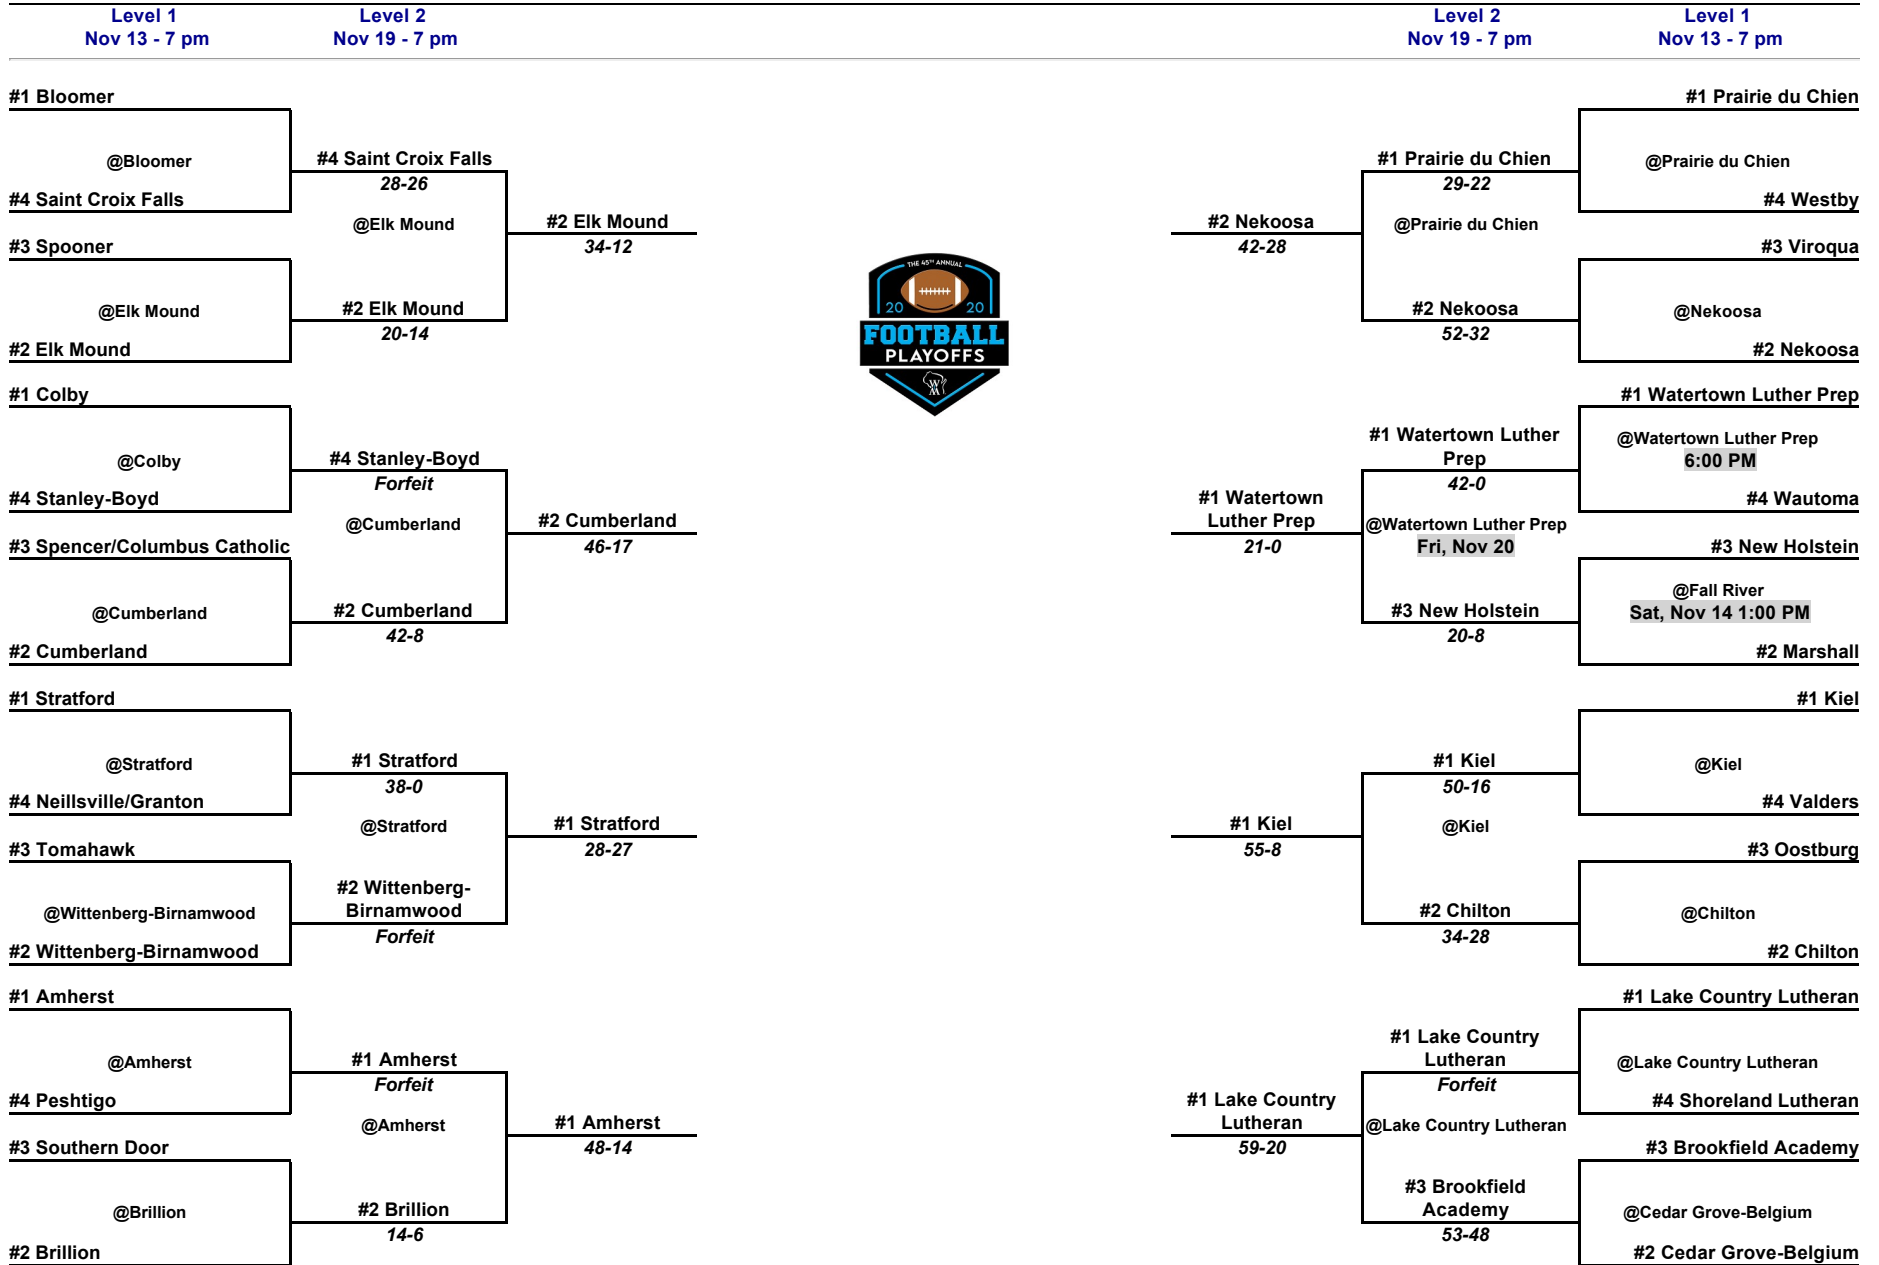 Level 1
Nov 13 - 7 pm
Level 2
Nov 19 - 7 pm
Level 2
Nov 19 - 7 pm
Level 1
Nov 13 - 7 pm
#1 Bloomer
@Bloomer
#4 Saint Croix Falls
#3 Spooner
@Elk Mound
#2 Elk Mound
#1 Colby
@Colby
#4 Stanley-Boyd
#3 Spencer/Columbus Catholic
@Cumberland
#2 Cumberland
#1 Stratford
@Stratford
#4 Neillsville/Granton
#3 Tomahawk
@Wittenberg-Birnamwood
#2 Wittenberg-Birnamwood
#1 Amherst
@Amherst
#4 Peshtigo
#3 Southern Door
@Brillion
#2 Brillion
#4 Saint Croix Falls
28-26
@Elk Mound
#2 Elk Mound
20-14
#4 Stanley-Boyd
Forfeit
@Cumberland
#2 Cumberland
42-8
#1 Stratford
38-0
@Stratford
#2 Wittenberg-
Birnamwood
Forfeit
#1 Amherst
Forfeit
@Amherst
#2 Brillion
14-6
#2 Elk Mound
34-12
#2 Cumberland
46-17
#1 Stratford
28-27
#1 Amherst
48-14
THE 45TH ANNUAL
20 20
FOOTBALL
PLAYOFFS
#2 Nekoosa
42-28
#1 Watertown
Luther Prep
21-0
#1 Kiel
55-8
#1 Lake Country
Lutheran
59-20
#1 Prairie du Chien
29-22
@Prairie du Chien
#2 Nekoosa
52-32
#1 Watertown Luther
Prep
42-0
@Watertown Luther Prep
Fri, Nov 20
#3 New Holstein
20-8
#1 Kiel
50-16
@Kiel
#2 Chilton
34-28
#1 Lake Country
Lutheran
Forfeit
@Lake Country Lutheran
#3 Brookfield
Academy
53-48
#1 Prairie du Chien
@Prairie du Chien
#4 Westby
#3 Viroqua
@Nekoosa
#2 Nekoosa
#1 Watertown Luther Prep
@Watertown Luther Prep
6:00 PM
#4 Wautoma
#3 New Holstein
@Fall River
Sat, Nov 14 1:00 PM
#2 Marshall
#1 Kiel
@Kiel
#4 Valders
#3 Oostburg
@Chilton
#2 Chilton
#1 Lake Country Lutheran
@Lake Country Lutheran
#4 Shoreland Lutheran
#3 Brookfield Academy
@Cedar Grove-Belgium
#2 Cedar Grove-Belgium